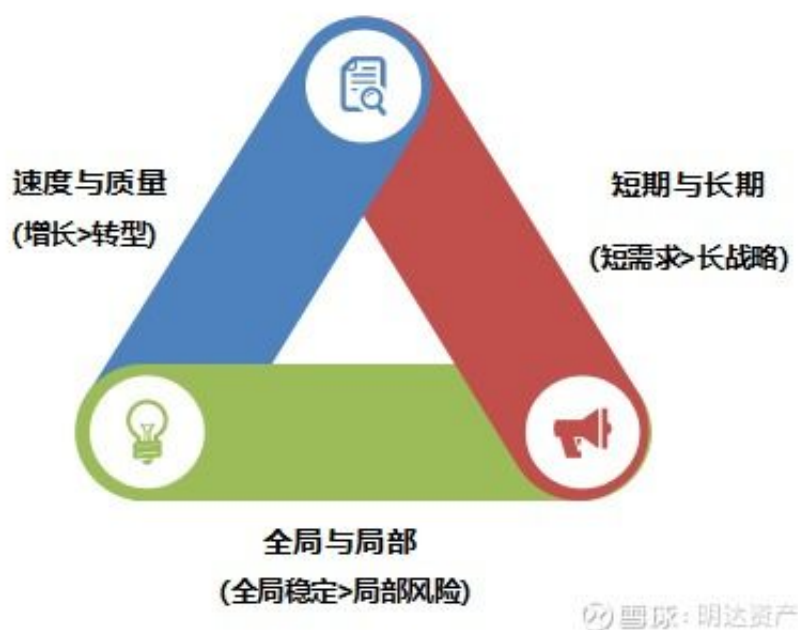 速度与质量
(增长>转型)
短期与长期
(短需求>长战略)
全局与局部
(全局稳定>局部风险)
雪球：明达资产